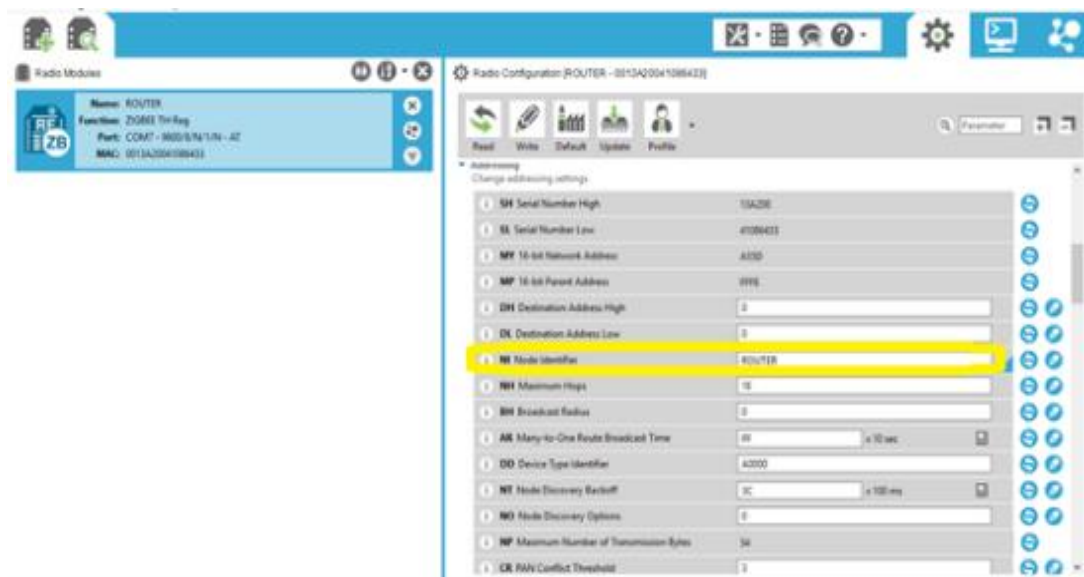 Radio Modules
Name: ROUTER
Function: ZIGBEE TH Reg
Port: COM7 - 9600/8/N/1/N - AT
MAC: 0013A20041086433
ZB
Radio Configuration [ROUTER - 0013A20041086433]
Read Write Default Update Profile
Parameter
Addressing
Change addressing settings
i SH Serial Number High 13A200
i SL Serial Number Low 41086433
i MY 16-bit Network Address
i MP 16-bit Parent Address
i DH Destination Address High 0
i DL Destination Address Low 0
i NI Node Identifier ROUTER
i NH Maximum Hops 1E
i BH Broadcast Radius 0
i AR Many-to-One Route Broadcast Time FF x 10 sec
i DD Device Type Identifier A0000
i NT Node Discovery Backoff 3C x 100 ms
i NO Node Discovery Options 0
i NP Maximum Number of Transmission Bytes 54
i CR PAN Conflict Threshold 3